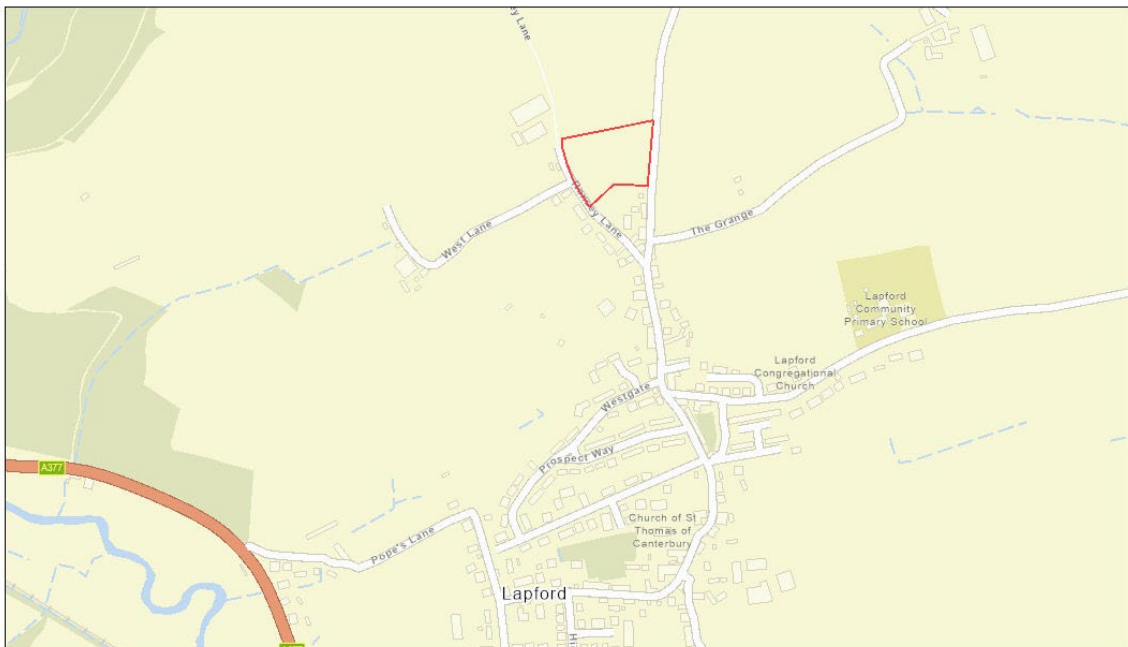 ey Lane
Lane
West Lane
The Grange
Lapford
Community
Primary School
Lapford
Congregational
Church
Westgate
Prospect Way
A377
Church of St
Thomas of
Canterbury
Pope's Lane
Lapford